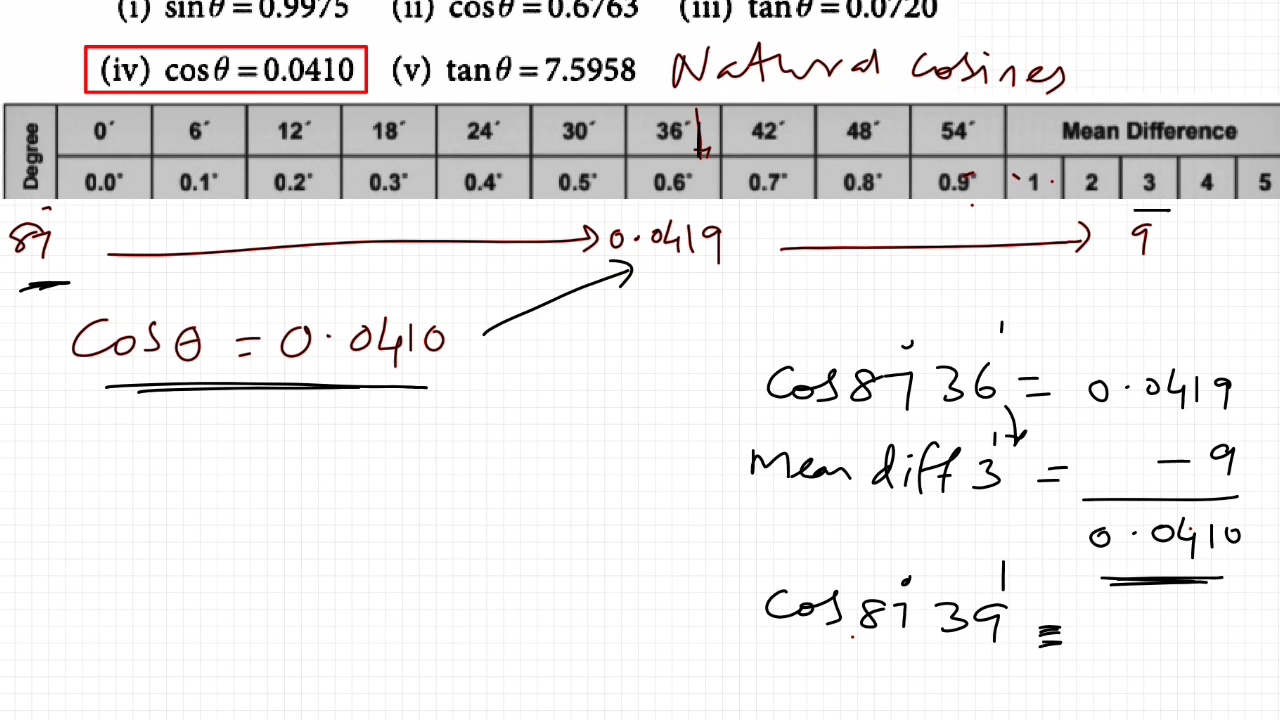 (i) sinθ = 0.9975 (ii) cosθ = 0.6763 (iii) tanθ = 0.0720
(iv) cosθ = 0.0410 (v) tanθ = 7.5958 Natural cosines
Degree 0′ 6′ 12′ 18′ 24′ 30′ 36′ 42′ 48′ 54′ Mean Difference
0.0° 0.1° 0.2° 0.3° 0.4° 0.5° 0.6° 0.7° 0.8° 0.9° 1 2 3 4 5
87° → 0.0419 → 9
Cosθ = 0.0410
Cos 87° 36′ = 0.0419
Mean diff 3′ = - 9
0.0410
Cos 87° 39′ =